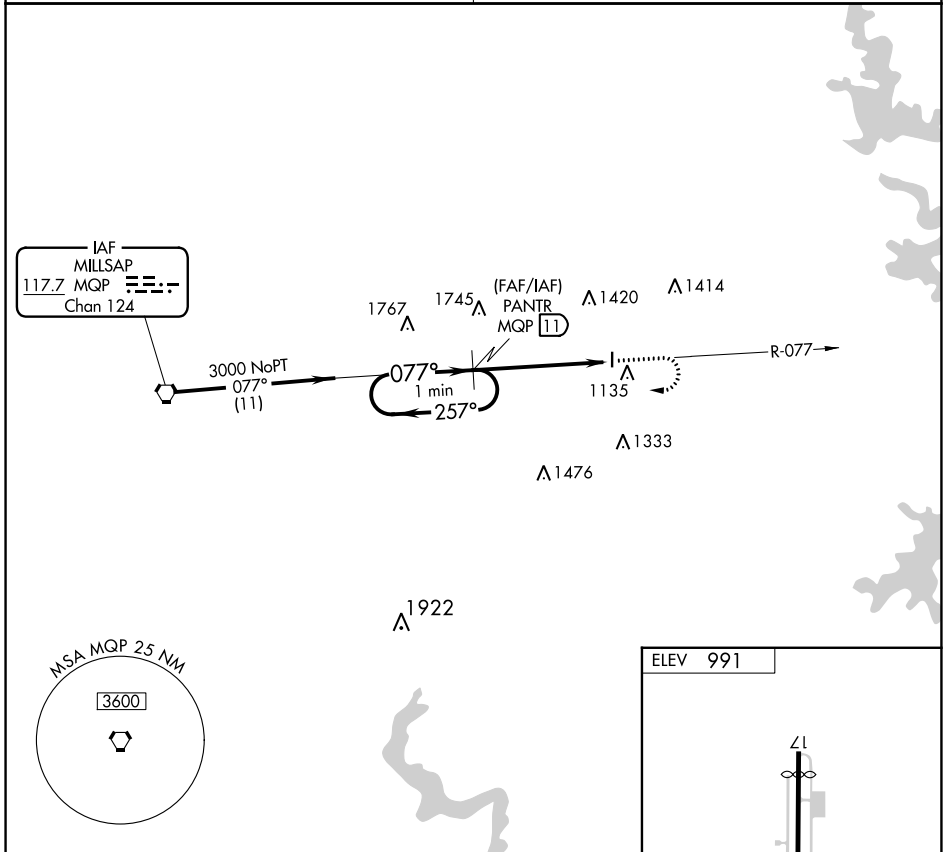 IAF
MILLSAP
117.7 MQP
Chan 124
3000 NoPT
077°
(11)
1767
1745
(FAF/IAF)
PANTR
MQP 11
1420
1414
077°
1 min
257°
R-077
1135
1333
1476
1922
MSA MQP 25 NM
3600
ELEV 991
17